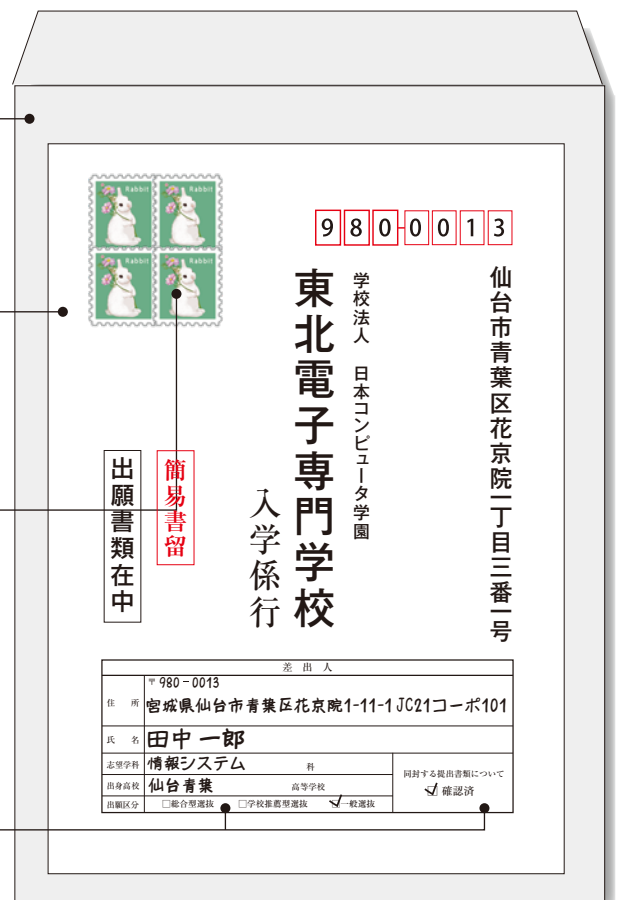 Rabbit
Rabbit
Rabbit
Rabbit
980-0013
仙台市青葉区花京院一丁目三番一号
学校法人 日本コンピュータ学園
東北電子専門学校
入学係行
簡易書留
出願書類在中
差出人
住所 〒980-0013
宮城県仙台市青葉区花京院1-11-1 JC21コーポ101
氏名 田中 一郎
志望学科 情報システム 科
出身高校 仙台青葉 高等学校
出願区分 □総合型選抜 □学校推薦型選抜 ☑一般選抜
同封する提出書類について
☑ 確認済